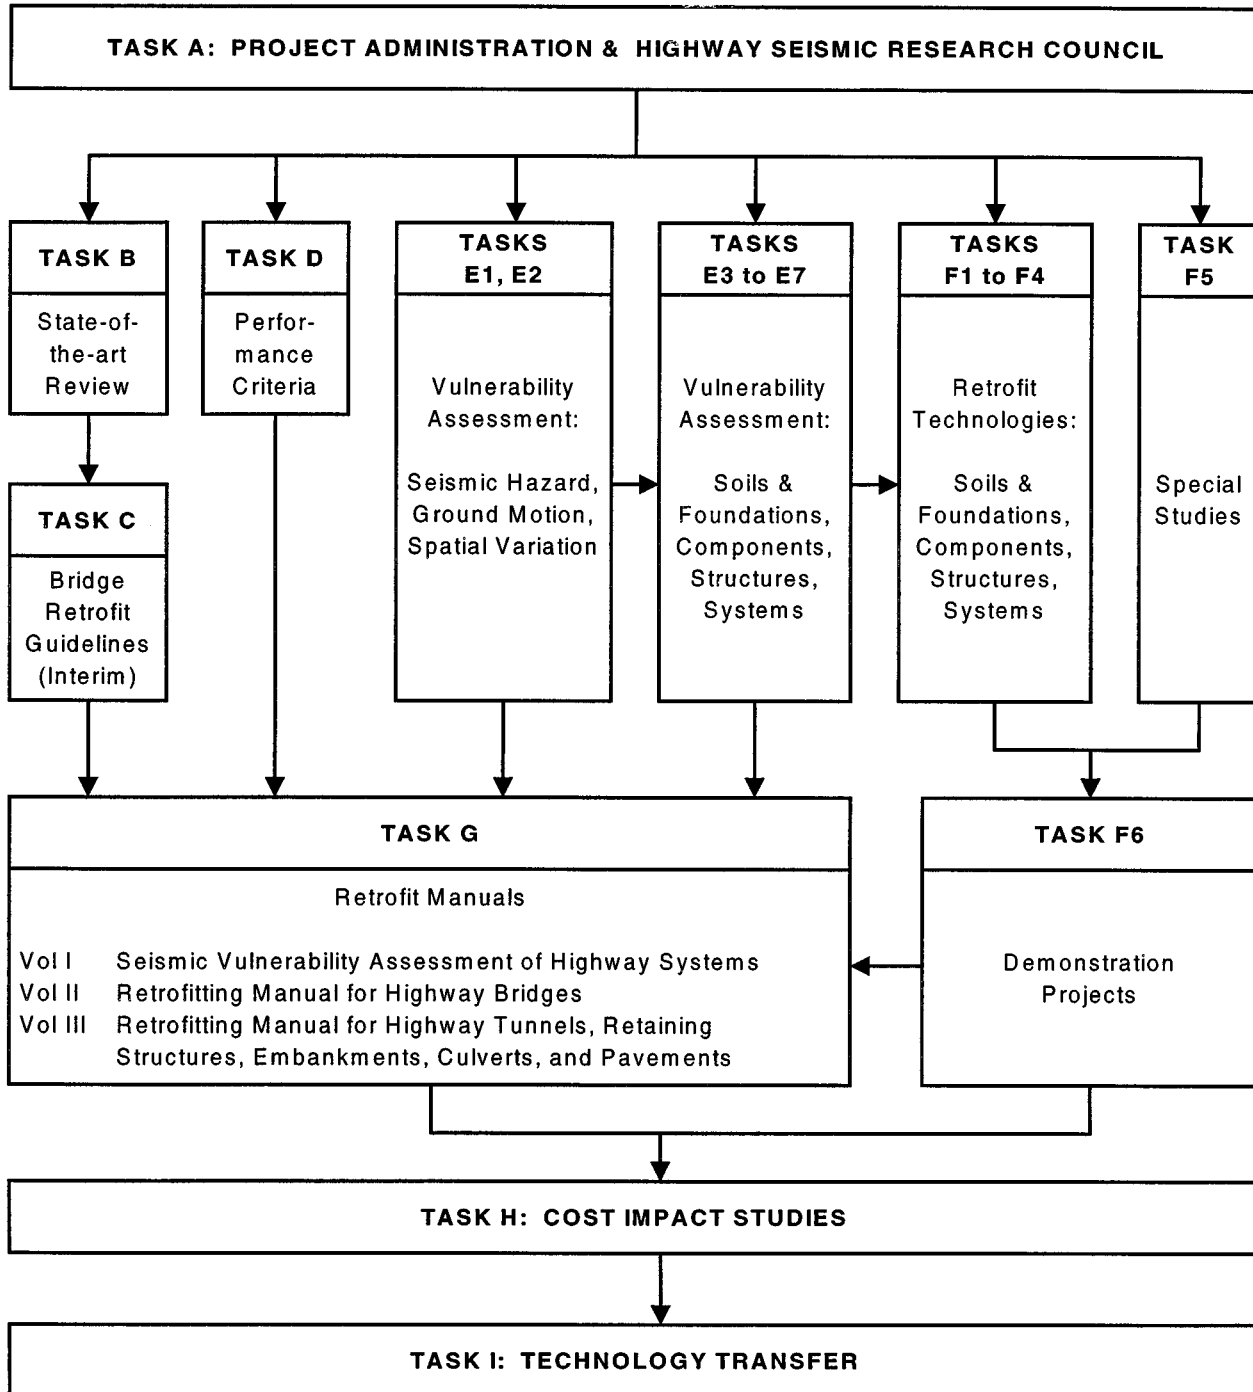 TASK A: PROJECT ADMINISTRATION & HIGHWAY SEISMIC RESEARCH COUNCIL
TASK B
State-of-
the-art
Review
TASK D
Perfor-
mance
Criteria
TASKS
E1, E2
Vulnerability
Assessment:
Seismic Hazard,
Ground Motion,
Spatial Variation
TASKS
E3 to E7
Vulnerability
Assessment:
Soils &
Foundations,
Components,
Structures,
Systems
TASKS
F1 to F4
Retrofit
Technologies:
Soils &
Foundations,
Components,
Structures,
Systems
TASK
F5
Special
Studies
TASK C
Bridge
Retrofit
Guidelines
(Interim)
TASK G
Retrofit Manuals
Vol I Seismic Vulnerability Assessment of Highway Systems
Vol II Retrofitting Manual for Highway Bridges
Vol III Retrofitting Manual for Highway Tunnels, Retaining
Structures, Embankments, Culverts, and Pavements
TASK F6
Demonstration
Projects
TASK H: COST IMPACT STUDIES
TASK I: TECHNOLOGY TRANSFER